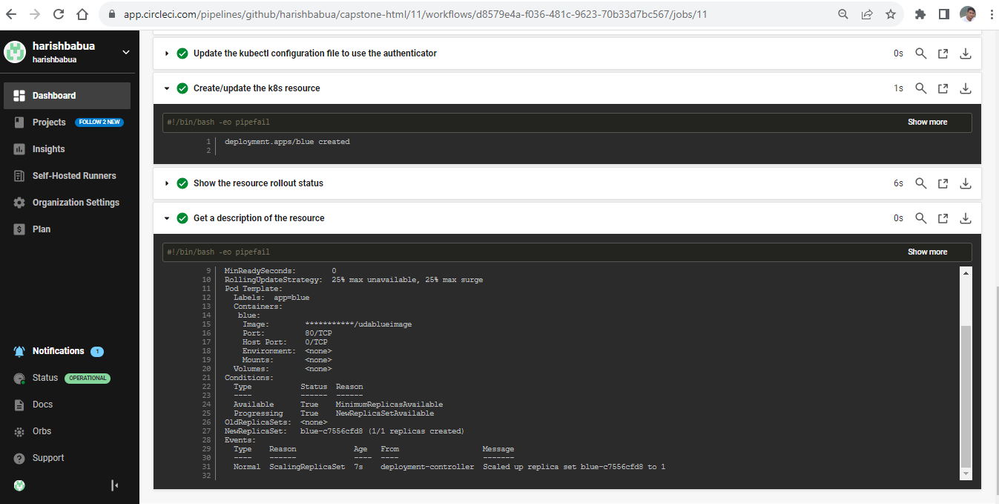 app.circleci.com/pipelines/github/harishbabua/capstone-html/11/workflows/d8579e4a-f036-481c-9623-70b33d7bc567/jobs/11
harishbabua
harishbabua
Dashboard
Projects FOLLOW 2 NEW
Insights
Self-Hosted Runners
Organization Settings
Plan
Notifications 1
Status OPERATIONAL
Docs
Orbs
Support
Update the kubectl configuration file to use the authenticator 0s
Create/update the k8s resource 1s
#!/bin/bash -eo pipefail Show more
1 deployment.apps/blue created
2
Show the resource rollout status 6s
Get a description of the resource 0s
#!/bin/bash -eo pipefail Show more
9 MinReadySeconds: 0
10 RollingUpdateStrategy: 25% max unavailable, 25% max surge
11 Pod Template:
12 Labels: app=blue
13 Containers:
14 blue:
15 Image: ***********/udablueimage
16 Port: 80/TCP
17 Host Port: 0/TCP
18 Environment: <none>
19 Mounts: <none>
20 Volumes: <none>
21 Conditions:
22 Type Status Reason
23 ---- ------ ------
24 Available True MinimumReplicasAvailable
25 Progressing True NewReplicaSetAvailable
26 OldReplicaSets: <none>
27 NewReplicaSet: blue-c7556cfd8 (1/1 replicas created)
28 Events:
29 Type Reason Age From Message
30 ---- ------ ---- ---- -------
31 Normal ScalingReplicaSet 7s deployment-controller Scaled up replica set blue-c7556cfd8 to 1
32